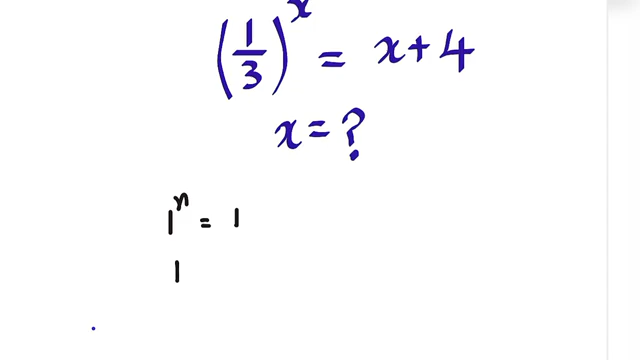 (1/3)^x = x+4
x = ?
1^n = 1
1